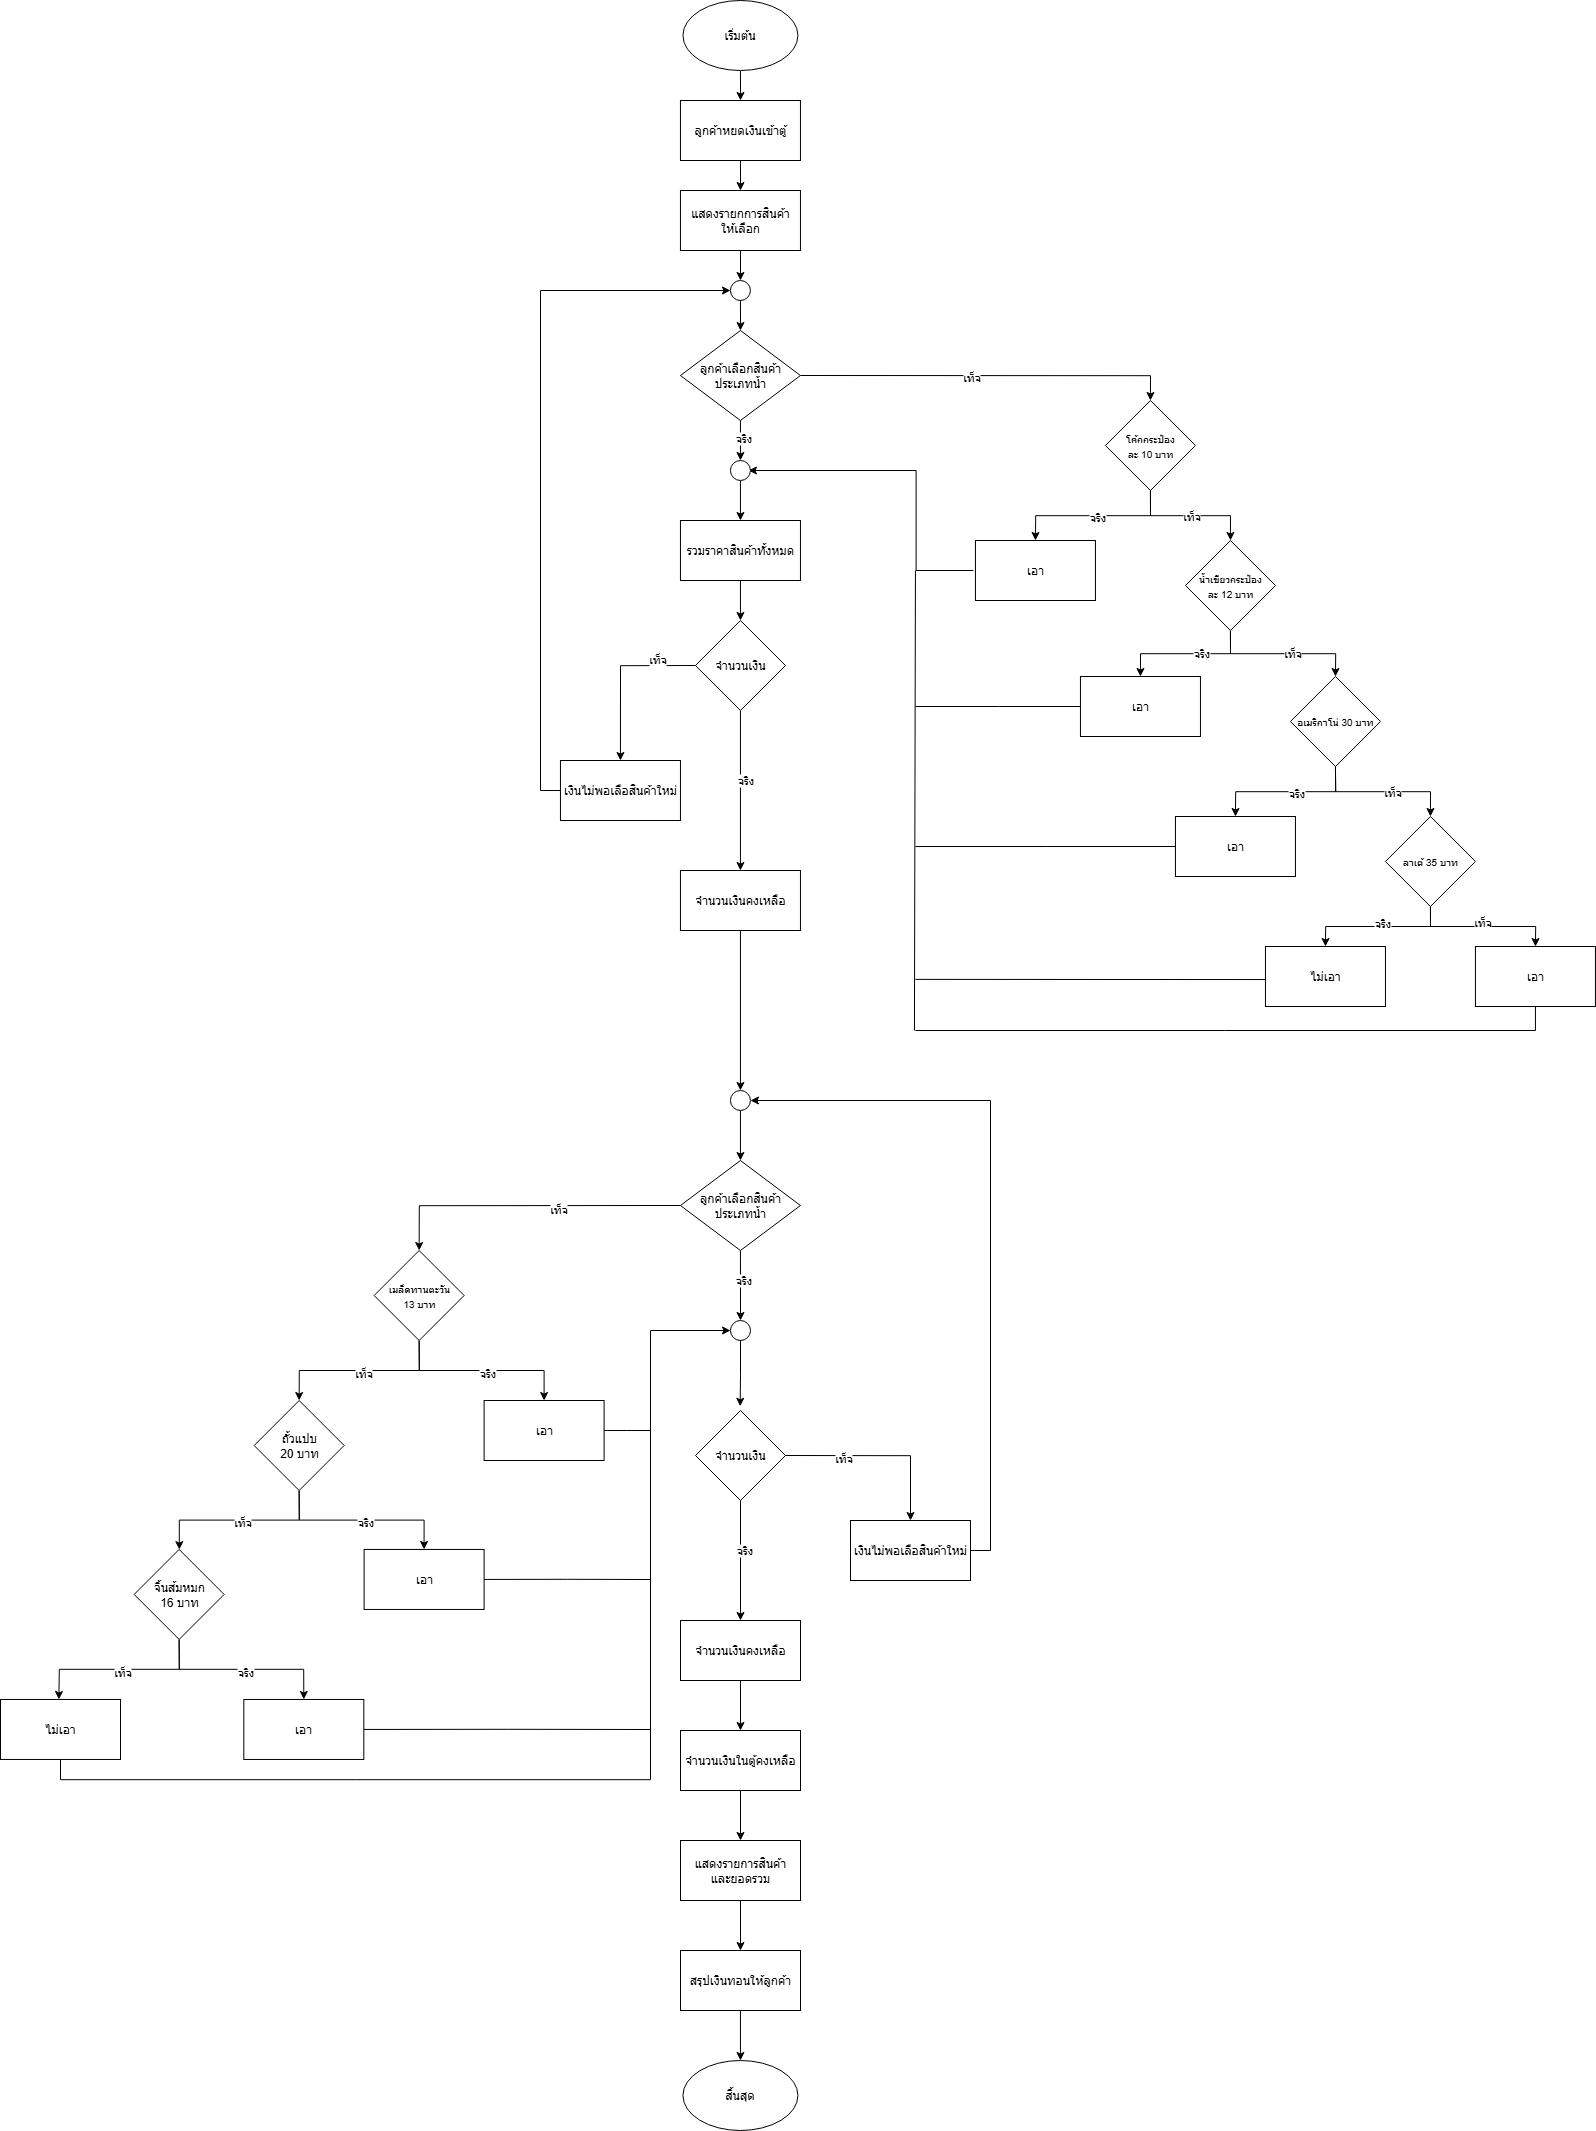 เริ่มต้น
ลูกค้าหยดเงินเข้าตู้
แสดงรายกการสินค้า
ให้เลือก
ลูกค้าเลือกสินค้า
ประเภทน้ำ
เท็จ
จริง
โค้กกระป๋อง
ละ 10 บาท
จริง
เท็จ
เอา
รวมราคาสินค้าทั้งหมด
น้ำเขียวกระป๋อง
ละ 12 บาท
จริง
เท็จ
เท็จ
จำนวนเงิน
เอา
อเมริกาโน่ 30 บาท
จริง
เงินไม่พอเลือสินค้าใหม่
จริง
เท็จ
เอา
ลาเต้ 35 บาท
จำนวนเงินคงเหลือ
จริง
เท็จ
ไม่เอา
เอา
ลูกค้าเลือกสินค้า
ประเภทน้ำ
เท็จ
จริง
เมล็ดทานตะวัน
13 บาท
เท็จ
จริง
เอา
ถั้วแปบ
20 บาท
จำนวนเงิน
เท็จ
เท็จ
จริง
จริง
เงินไม่พอเลือสินค้าใหม่
เอา
จิ้นส้มหมก
16 บาท
จำนวนเงินคงเหลือ
เท็จ
จริง
ไม่เอา
เอา
จำนวนเงินในตู้คงเหลือ
แสดงรายการสินค้า
และยอดรวม
สรุปเงินทอนให้ลูกค้า
สิ้นสุด